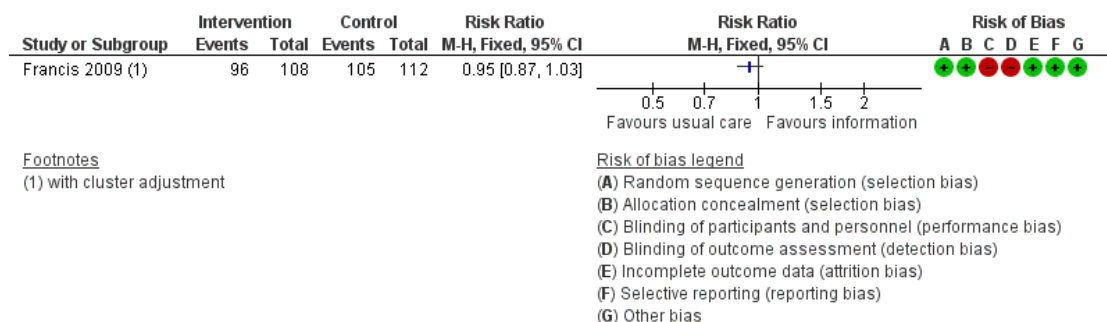 Intervention Control Risk Ratio Risk Ratio Risk of Bias
Study or Subgroup Events Total Events Total M-H, Fixed, 95% CI M-H, Fixed, 95% CI A B C D E F G
Francis 2009 (1) 96 108 105 112 0.95 [0.87, 1.03] + + - - + + +
0.5 0.7 1 1.5 2
Favours usual care Favours information
Footnotes
(1) with cluster adjustment
Risk of bias legend
(A) Random sequence generation (selection bias)
(B) Allocation concealment (selection bias)
(C) Blinding of participants and personnel (performance bias)
(D) Blinding of outcome assessment (detection bias)
(E) Incomplete outcome data (attrition bias)
(F) Selective reporting (reporting bias)
(G) Other bias